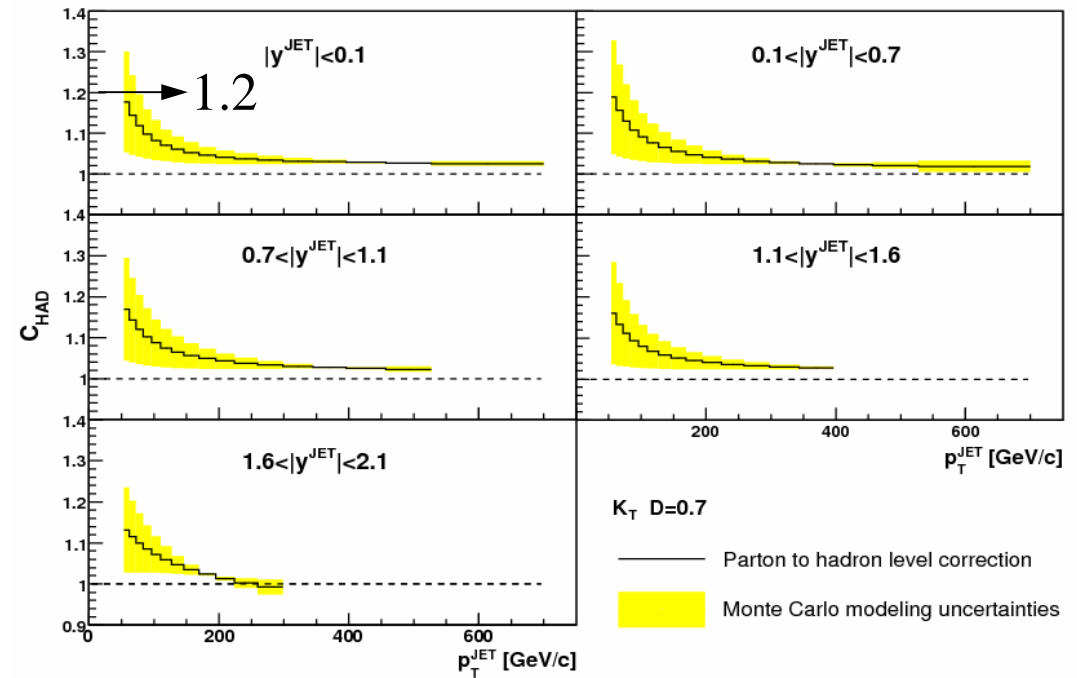 1.4
|y^JET|<0.1
0.1<|y^JET|<0.7
1.3
1.2
1.2
1.1
1
1.4
0.7<|y^JET|<1.1
1.1<|y^JET|<1.6
1.3
1.2
C_HAD
1.1
1
1.4
200 400 600
p_T^JET [GeV/c]
1.6<|y^JET|<2.1
1.3
1.2
K_T D=0.7
1.1
Parton to hadron level correction
1
Monte Carlo modeling uncertainties
0.9
0 200 400 600
p_T^JET [GeV/c]